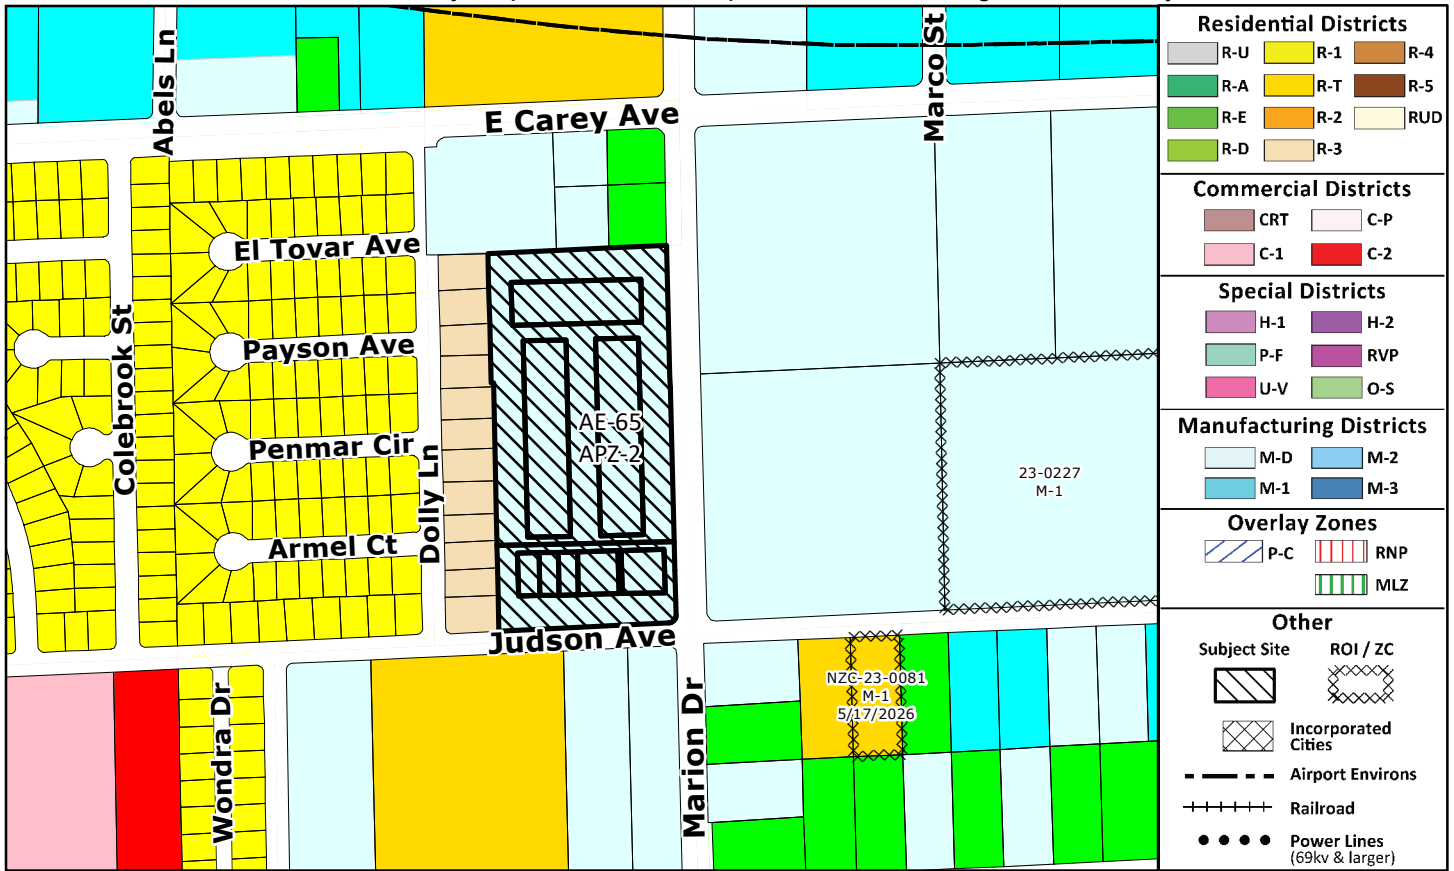 Abels Ln
Marco St
E Carey Ave
El Tovar Ave
Payson Ave
Colebrook St
Penmar Cir
Dolly Ln
Armel Ct
AE-65
APZ-2
23-0227
M-1
Judson Ave
NZC-23-0081
M-1
5/17/2026
Wondra Dr
Marion Dr
Residential Districts
R-U
R-1
R-4
R-A
R-T
R-5
R-E
R-2
RUD
R-D
R-3
Commercial Districts
CRT
C-P
C-1
C-2
Special Districts
H-1
H-2
P-F
RVP
U-V
O-S
Manufacturing Districts
M-D
M-2
M-1
M-3
Overlay Zones
P-C
RNP
MLZ
Other
Subject Site
ROI / ZC
Incorporated
Cities
Airport Environs
Railroad
Power Lines
(69kv & larger)